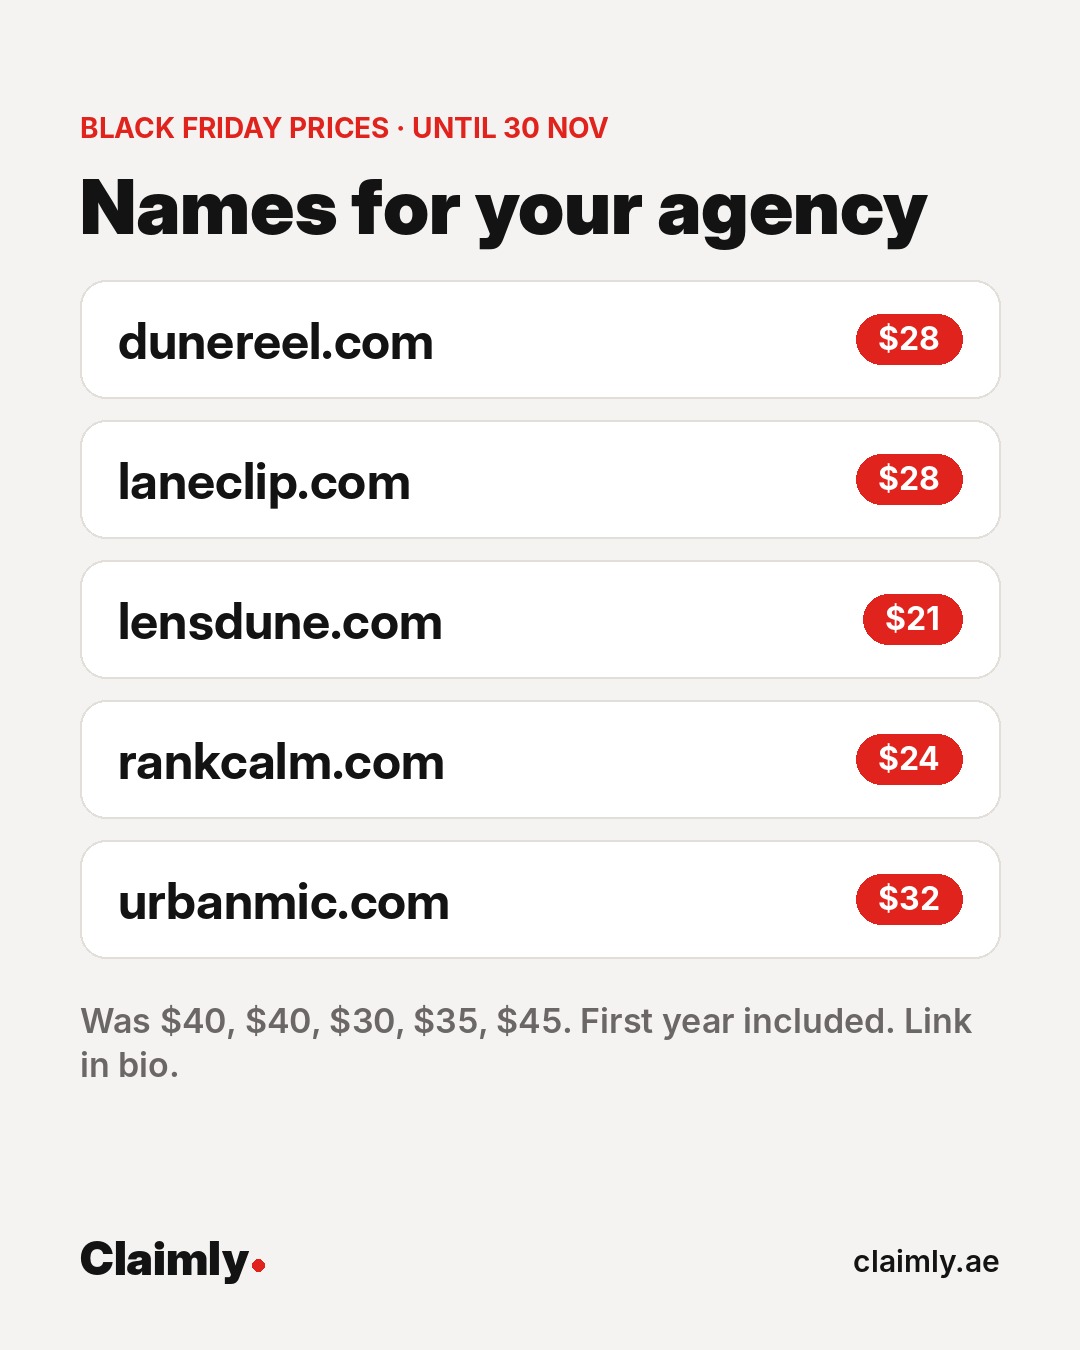 BLACK FRIDAY PRICES · UNTIL 30 NOV
Names for your agency
dunereel.com $28
laneclip.com $28
lensdune.com $21
rankcalm.com $24
urbanmic.com $32
Was $40, $40, $30, $35, $45. First year included. Link
in bio.
Claimly. claimly.ae